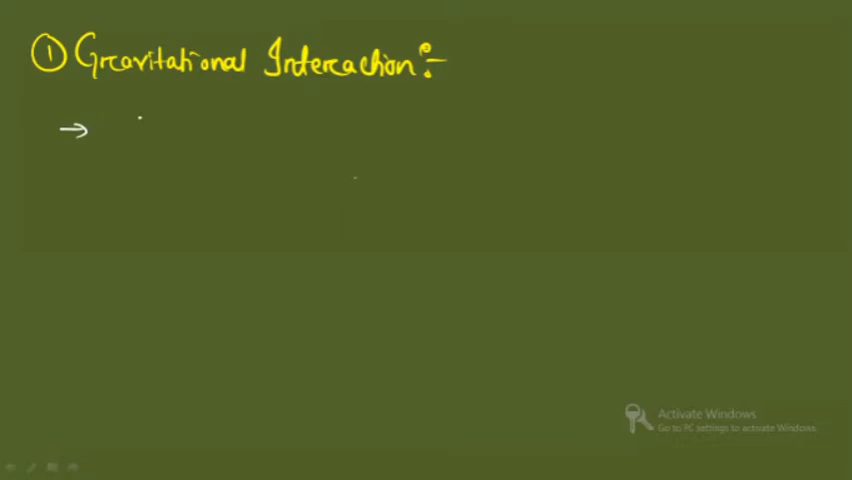 ① Gravitational Interaction :-
→
Activate Windows
Go to PC settings to activate Windows.